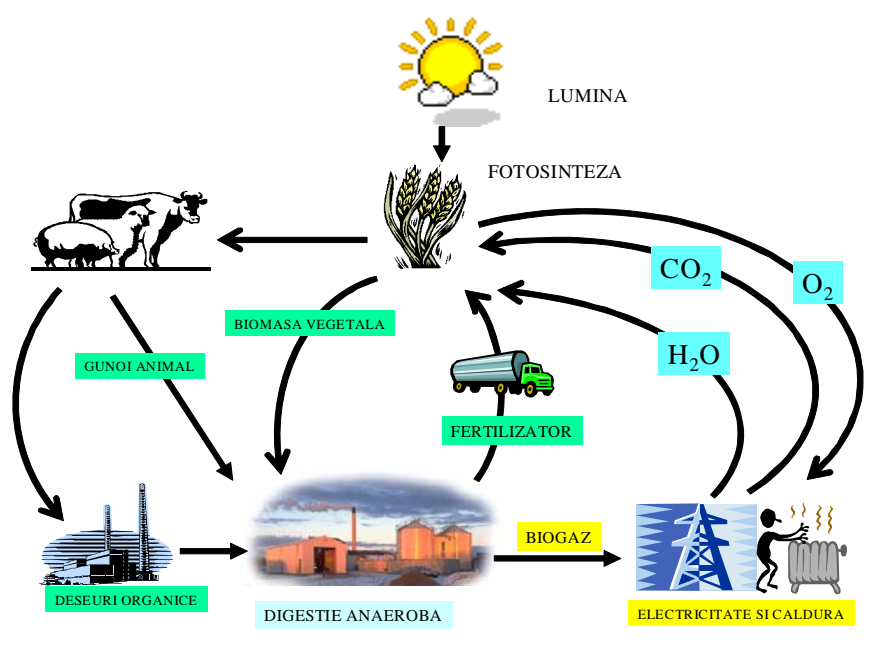 LUMINA
FOTOSINTEZA
CO2
O2
BIOMASA VEGETALA
H2O
GUNOI ANIMAL
FERTILIZATOR
BIOGAZ
DESEURI ORGANICE
DIGESTIE ANAEROBA
ELECTRICITATE SI CALDURA